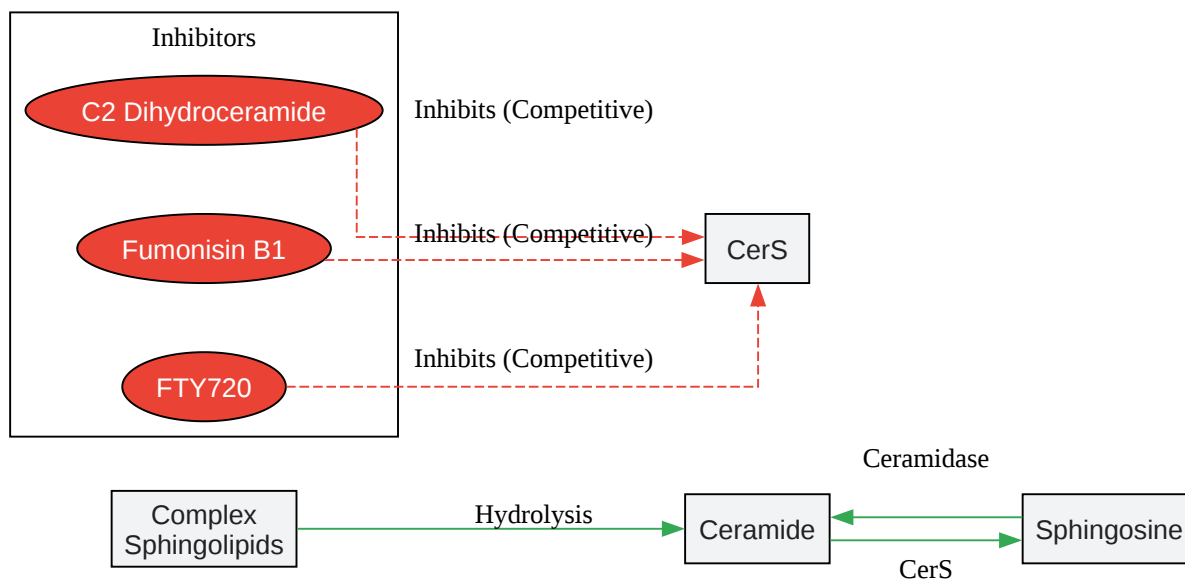 Inhibitors
C2 Dihydroceramide
Inhibits (Competitive)
Fumonisin B1
Inhibits (Competitive)
CerS
FTY720
Inhibits (Competitive)
Ceramidase
Complex
Sphingolipids
Hydrolysis
Ceramide
Sphingosine
CerS